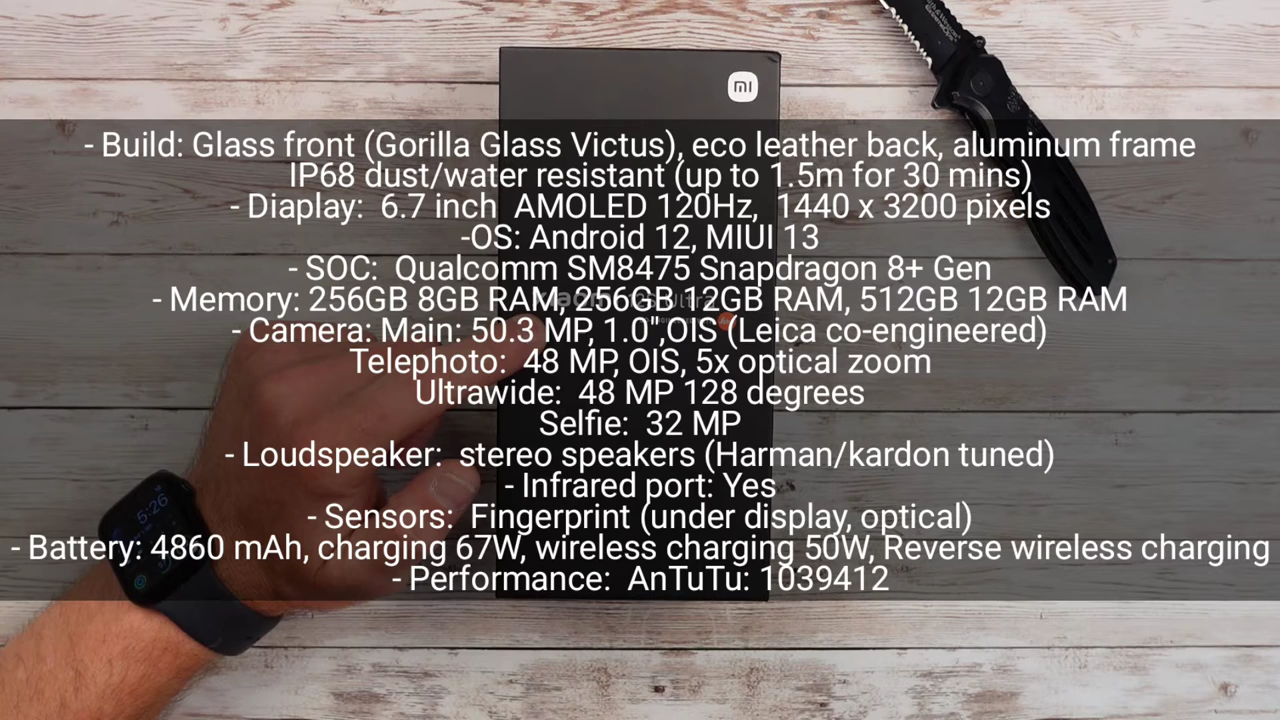 mi
- Build: Glass front (Gorilla Glass Victus), eco leather back, aluminum frame
IP68 dust/water resistant (up to 1.5m for 30 mins)
- Diaplay: 6.7 inch AMOLED 120Hz, 1440 x 3200 pixels
-OS: Android 12, MIUI 13
- SOC: Qualcomm SM8475 Snapdragon 8+ Gen
- Memory: 256GB 8GB RAM, 256GB 12GB RAM, 512GB 12GB RAM
- Camera: Main: 50.3 MP, 1.0",OIS (Leica co-engineered)
Telephoto: 48 MP, OIS, 5x optical zoom
Ultrawide: 48 MP 128 degrees
Selfie: 32 MP
- Loudspeaker: stereo speakers (Harman/kardon tuned)
- Infrared port: Yes
- Sensors: Fingerprint (under display, optical)
- Battery: 4860 mAh, charging 67W, wireless charging 50W, Reverse wireless charging
- Performance: AnTuTu: 1039412
5:26